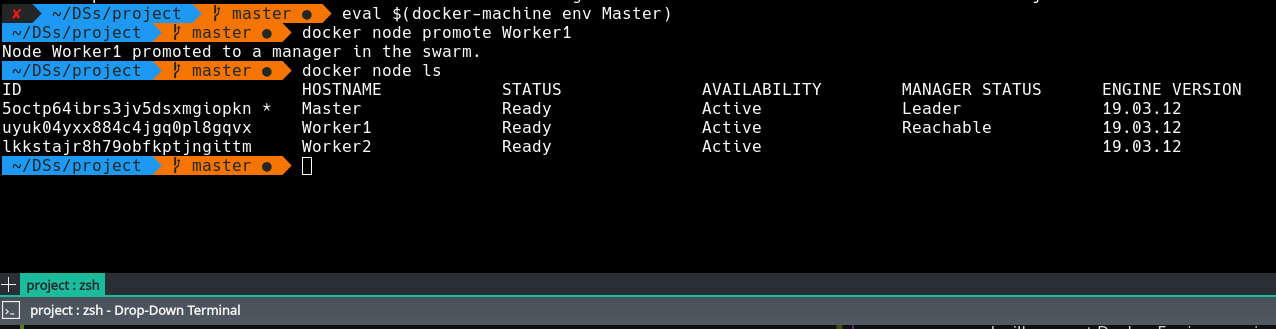 ✘ ~/DSs/project master ● eval $(docker-machine env Master)
~/DSs/project master ● docker node promote Worker1
Node Worker1 promoted to a manager in the swarm.
~/DSs/project master ● docker node ls
ID HOSTNAME STATUS AVAILABILITY MANAGER STATUS ENGINE VERSION
5octp64ibrs3jv5dsxmgiopkn * Master Ready Active Leader 19.03.12
uyuk04yxx884c4jgq0pl8gqvx Worker1 Ready Active Reachable 19.03.12
lkkstajr8h79obfkptjngittm Worker2 Ready Active 19.03.12
~/DSs/project master ●
project : zsh
project : zsh - Drop-Down Terminal